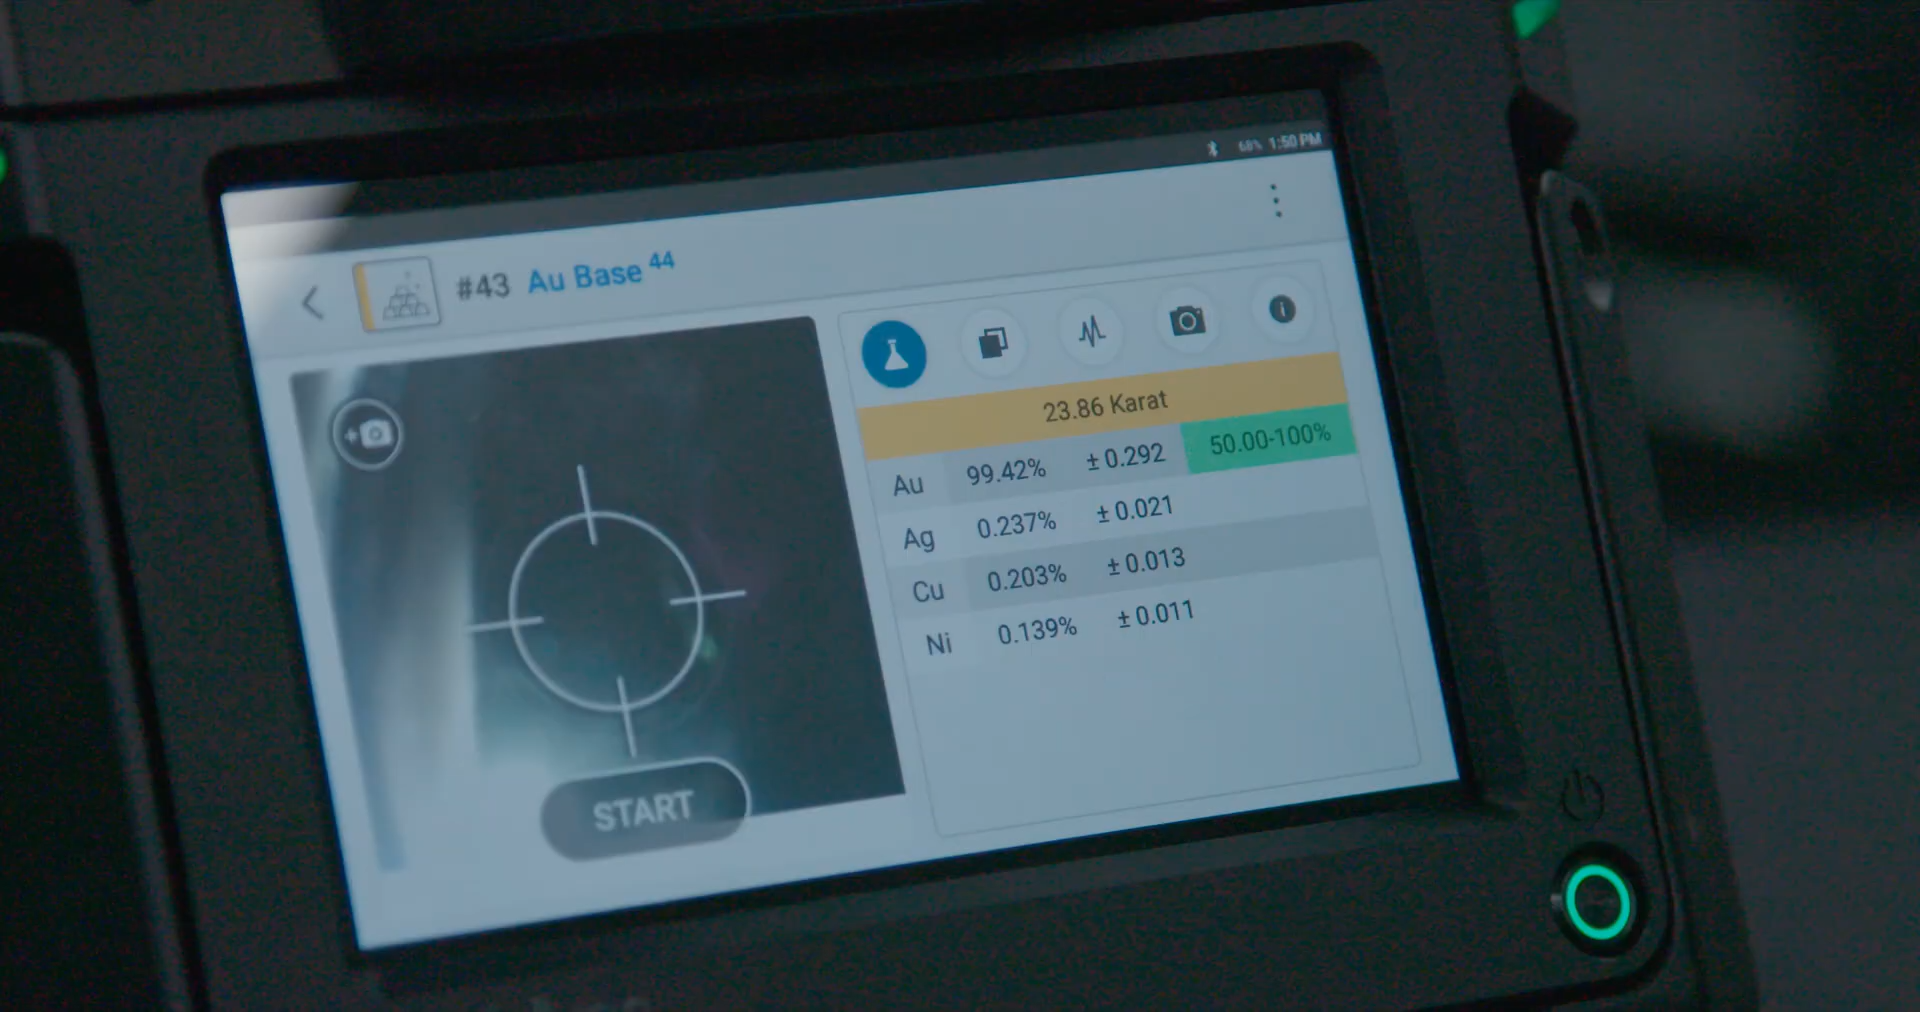 68% 1:50 PM
#43 Au Base 44
23.86 Karat
Au 99.42% ± 0.292 50.00-100%
Ag 0.237% ± 0.021
Cu 0.203% ± 0.013
Ni 0.139% ± 0.011
START